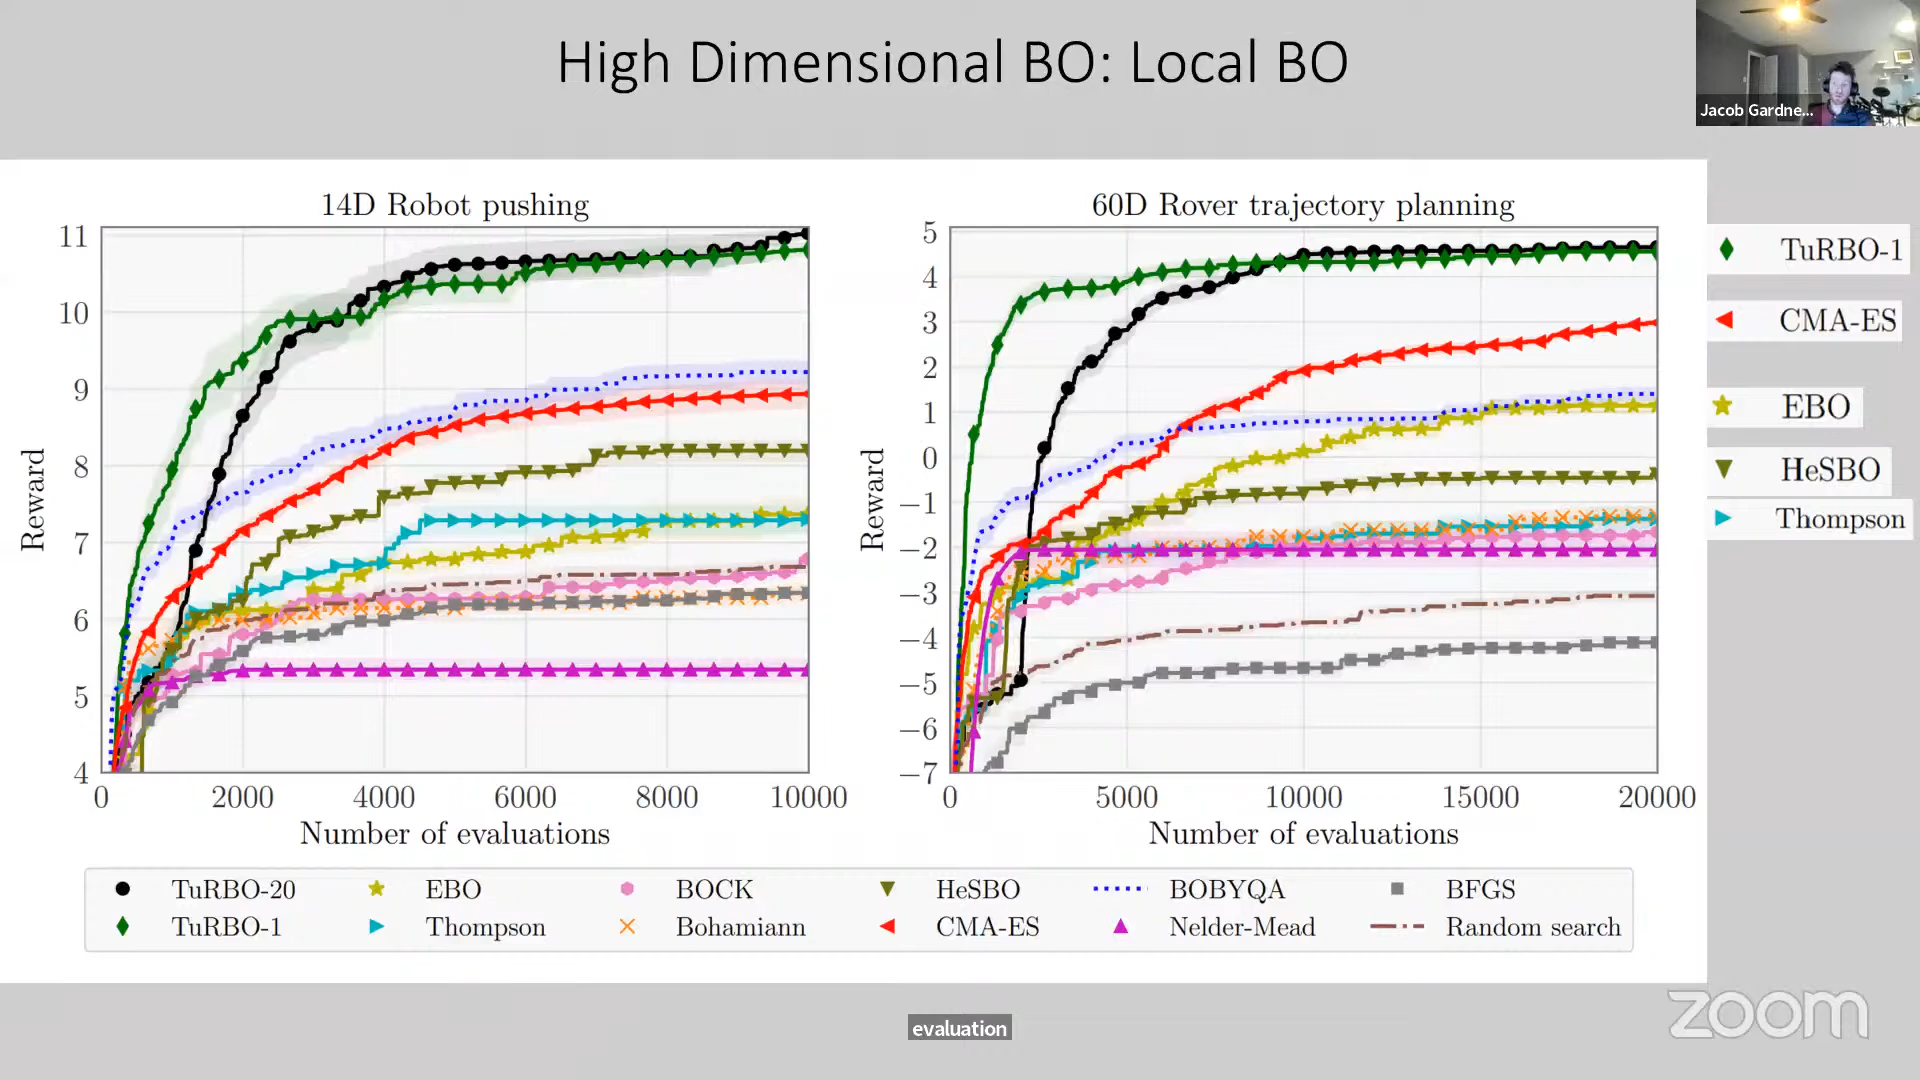 High Dimensional BO: Local BO
Jacob Gardne...
14D Robot pushing
11
10
9
8
7
6
5
4
Reward
0 2000 4000 6000 8000 10000
Number of evaluations
60D Rover trajectory planning
5
4
3
2
1
0
−1
−2
−3
−4
−5
−6
−7
Reward
0 5000 10000 15000 20000
Number of evaluations
TuRBO-1
CMA-ES
EBO
HeSBO
Thompson
TuRBO-20 EBO BOCK HeSBO BOBYQA BFGS
TuRBO-1 Thompson Bohamiann CMA-ES Nelder-Mead Random search
evaluation
zoom